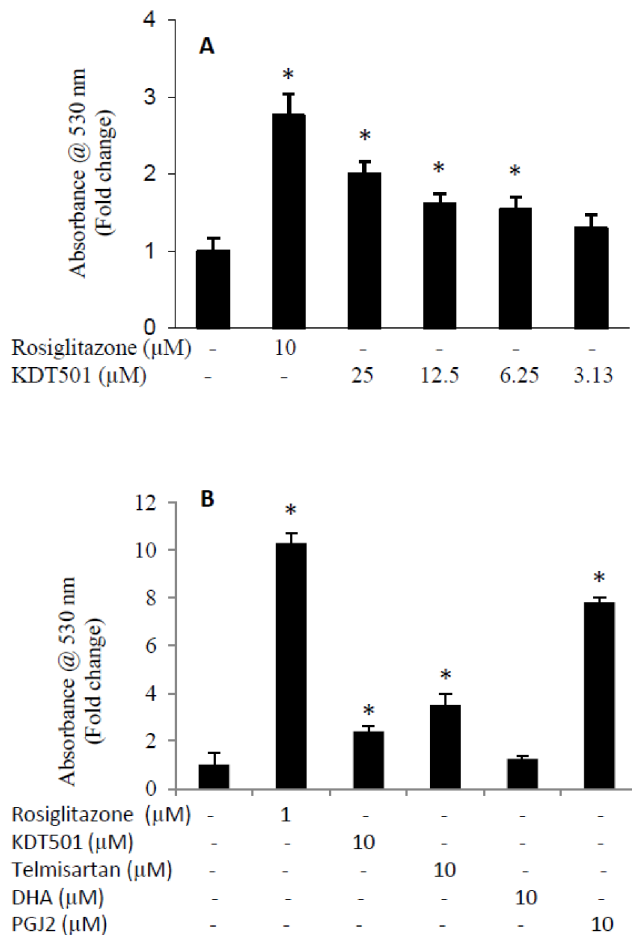 A
4
3
2
1
0
Absorbance @ 530 nm
(Fold change)
* * * *
Rosiglitazone (µM) - 10 - - - -
KDT501 (µM) - - 25 12.5 6.25 3.13
B
12
10
8
6
4
2
0
Absorbance @ 530 nm
(Fold change)
* * * *
Rosiglitazone (µM) - 1 - - - -
KDT501 (µM) - - 10 - - -
Telmisartan (µM) - - - 10 - -
DHA (µM) - - - - 10 -
PGJ2 (µM) - - - - - 10